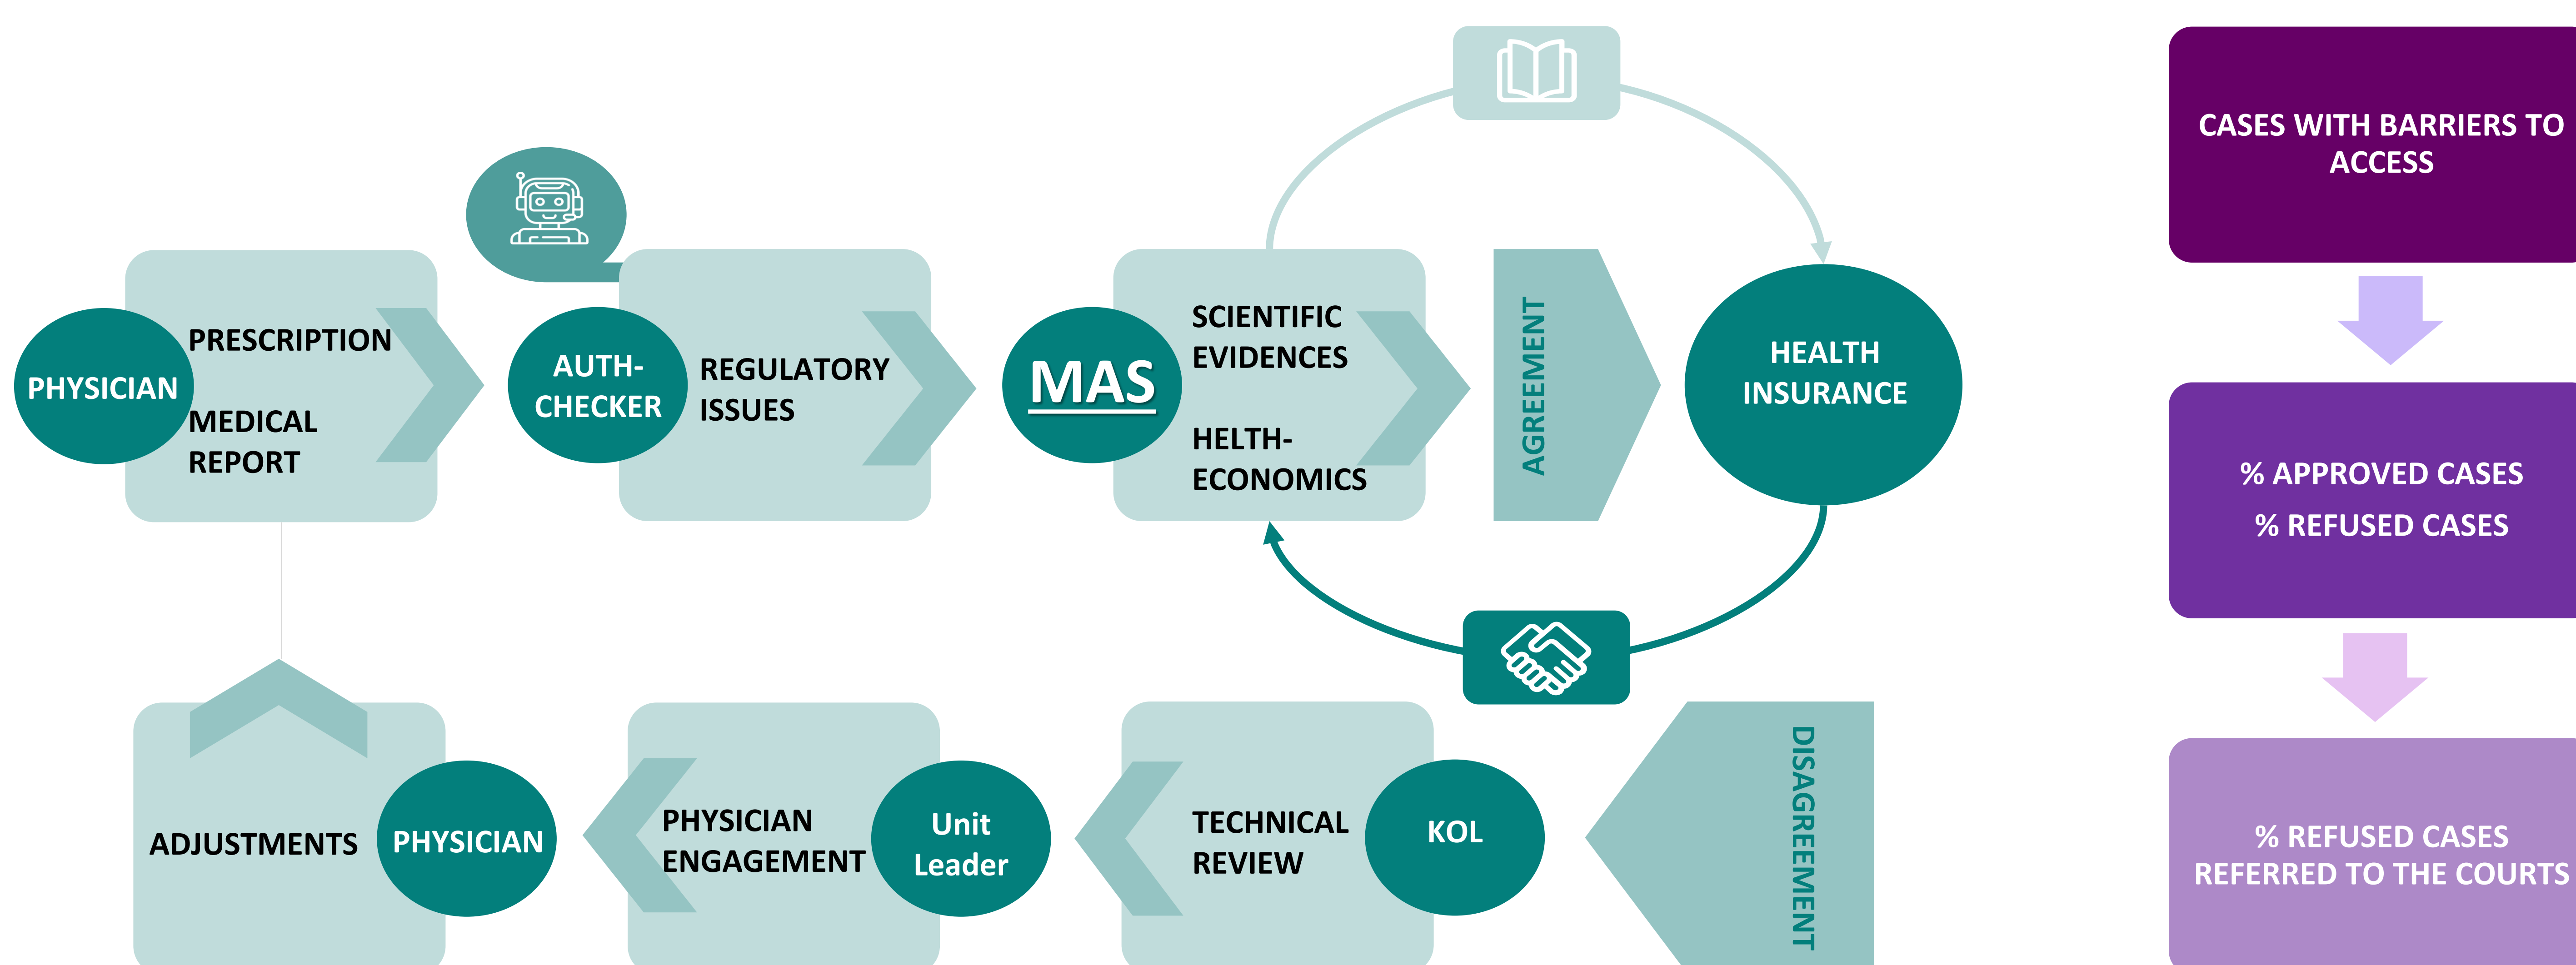 PHYSICIAN
PRESCRIPTION
MEDICAL
REPORT
AUTH-
CHECKER
REGULATORY
ISSUES
MAS
SCIENTIFIC
EVIDENCES
HELTH-
ECONOMICS
AGREEMENT
HEALTH
INSURANCE
DISAGREEMENT
KOL
TECHNICAL
REVIEW
Unit
Leader
PHYSICIAN
ENGAGEMENT
PHYSICIAN
ADJUSTMENTS
CASES WITH BARRIERS TO
ACCESS
% APPROVED CASES
% REFUSED CASES
% REFUSED CASES
REFERRED TO THE COURTS